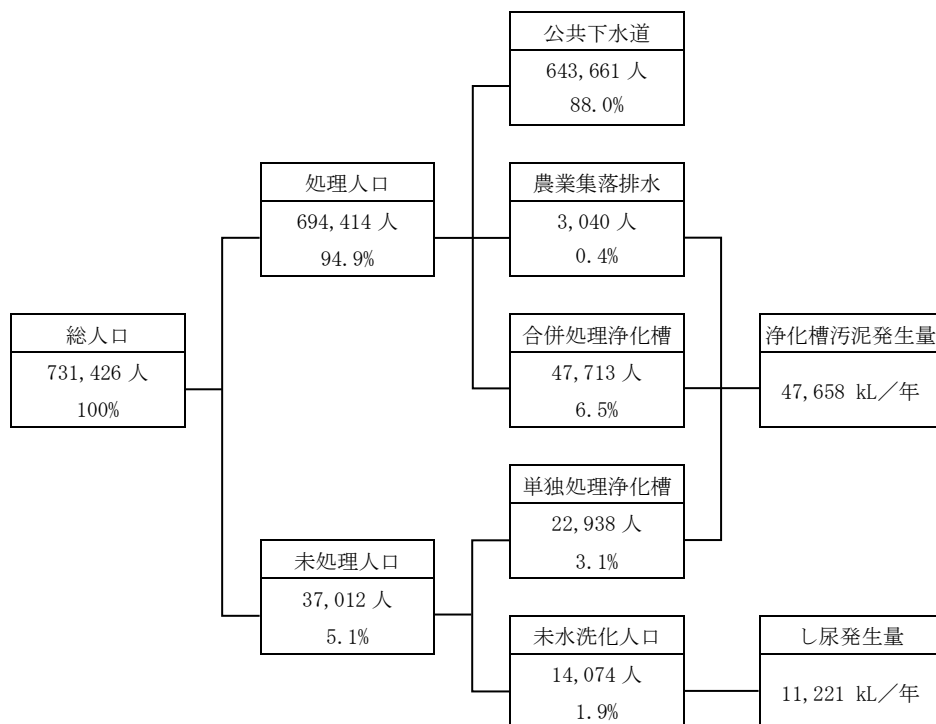 公共下水道
643,661 人
88.0%
処理人口
694,414 人
94.9%
農業集落排水
3,040 人
0.4%
総人口
731,426 人
100%
合併処理浄化槽
47,713 人
6.5%
浄化槽汚泥発生量
47,658 kL／年
単独処理浄化槽
22,938 人
3.1%
未処理人口
37,012 人
5.1%
未水洗化人口
14,074 人
1.9%
し尿発生量
11,221 kL／年